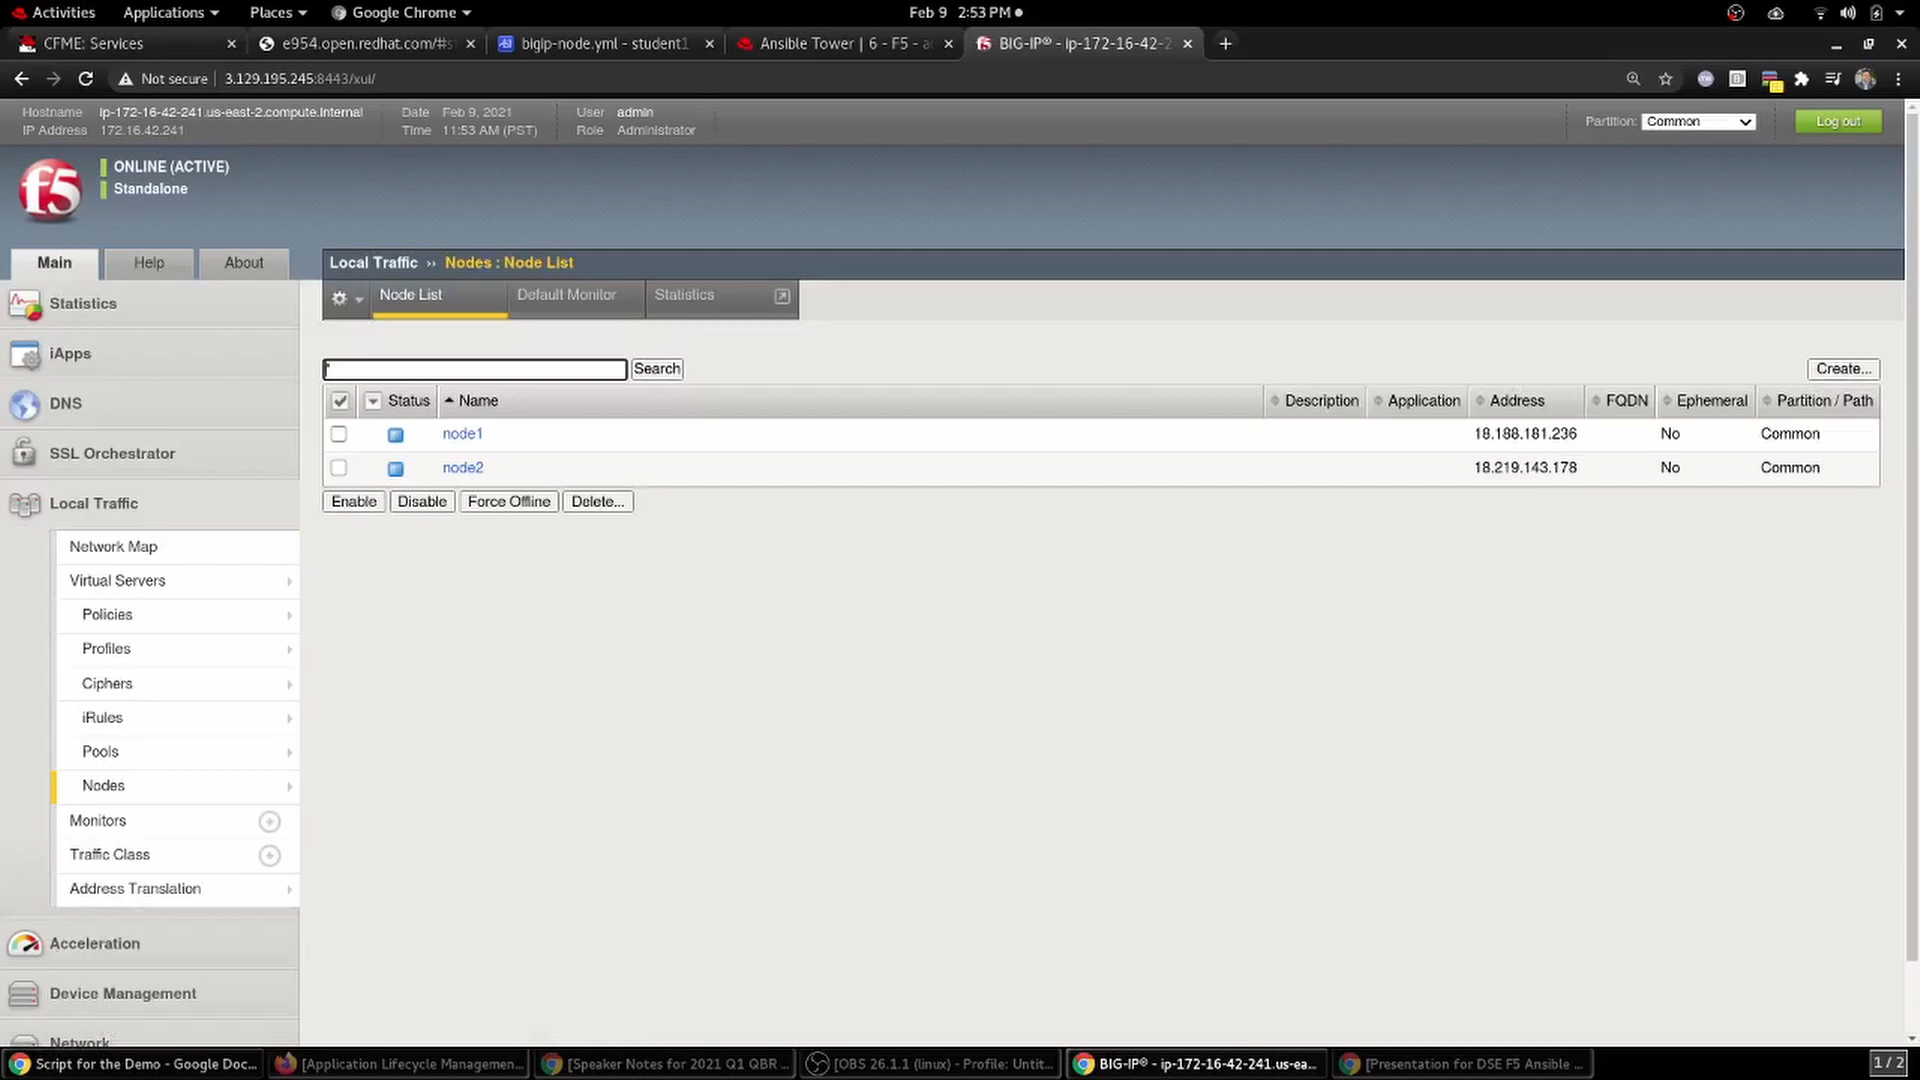 Activities Applications Places Google Chrome Feb 9 2:53 PM
CFME: Services e954.open.redhat.com/#st bigip-node.yml - student1 Ansible Tower | 6 - F5 - a BIG-IP® - ip-172-16-42-2
Not secure 3.129.195.245:8443/xui/
Hostname ip-172-16-42-241.us-east-2.compute.internal Date Feb 9, 2021 User admin
IP Address 172.16.42.241 Time 11:53 AM (PST) Role Administrator
Partition: Common Log out
f5
ONLINE (ACTIVE)
Standalone
Main Help About
Local Traffic ›› Nodes : Node List
Node List Default Monitor Statistics
Statistics
iApps
DNS
SSL Orchestrator
Local Traffic
Network Map
Virtual Servers
Policies
Profiles
Ciphers
iRules
Pools
Nodes
Monitors
Traffic Class
Address Translation
Acceleration
Device Management
Network
* Search Create...
Status Name Description Application Address FQDN Ephemeral Partition / Path
node1 18.188.181.236 No Common
node2 18.219.143.178 No Common
Enable Disable Force Offline Delete...
Script for the Demo - Google Doc... [Application Lifecycle Managemen... [Speaker Notes for 2021 Q1 QBR ... [OBS 26.1.1 (linux) - Profile: Untit... BIG-IP® - ip-172-16-42-241.us-ea... [Presentation for DSE F5 Ansible ... 1 / 2